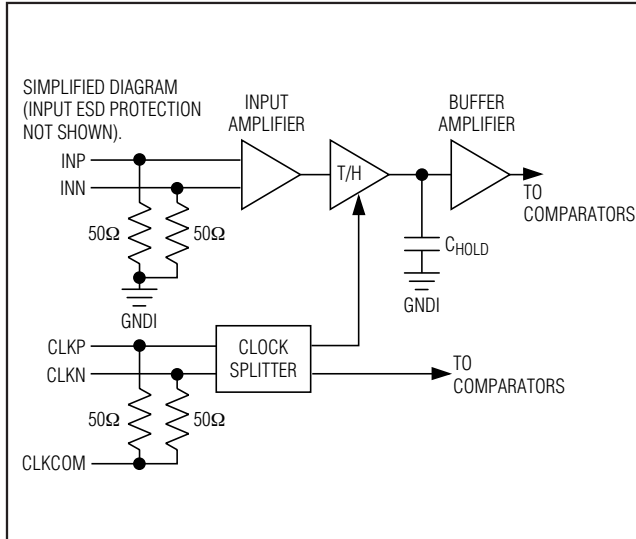 SIMPLIFIED DIAGRAM
(INPUT ESD PROTECTION
NOT SHOWN).
INPUT
AMPLIFIER
BUFFER
AMPLIFIER
INP
INN
T/H
TO
COMPARATORS
50Ω
50Ω
CHOLD
GNDI
GNDI
CLKP
CLKN
CLOCK
SPLITTER
TO
COMPARATORS
50Ω
50Ω
CLKCOM